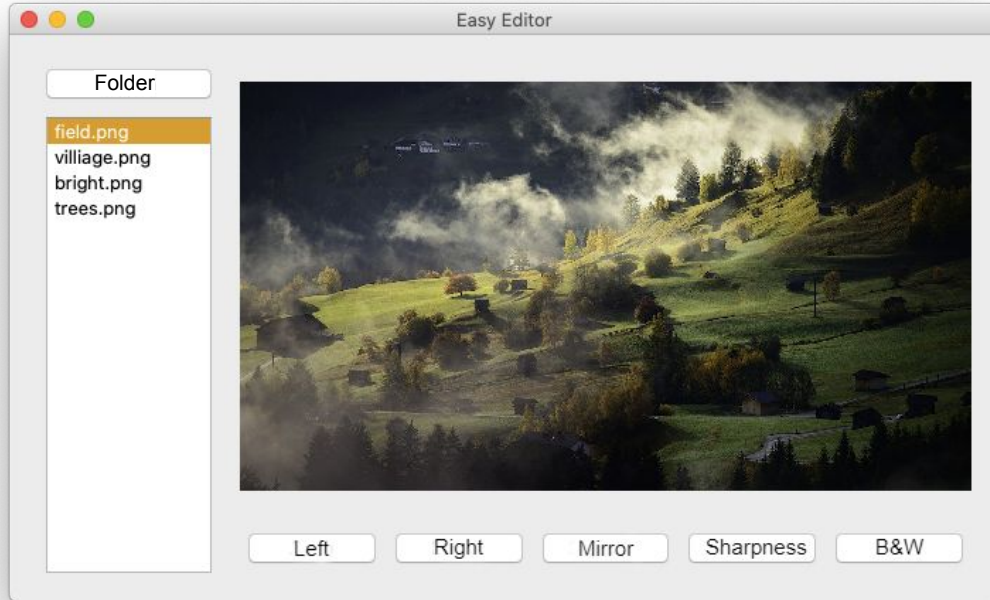 Easy Editor
Folder
field.png
villiage.png
bright.png
trees.png
Left
Right
Mirror
Sharpness
B&W